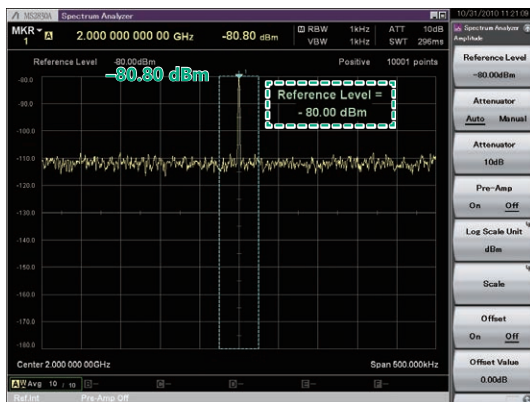 MS2830A Spectrum Analyzer
10/31/2010 11:21:09
MKR 1 A 2.000 000 000 00 GHz -80.80 dBm
RBW 1kHz ATT 10dB
VBW 1kHz SWT 296ms
Reference Level -80.00dBm Positive 10001 points
−80.80 dBm
1
Reference Level =
- 80.00 dBm
-80.0
-90.0
-100.0
-110.0
-120.0
-130.0
-140.0
-150.0
-160.0
-170.0
-180.0
Center 2.000 000 00GHz Span 500.000kHz
A W Avg 10 / 10
Ref.Int Pre-Amp Off
Spectrum Analyzer
Amplitude
Reference Level
-80.00dBm
Attenuator
Auto Manual
Attenuator
10dB
Pre-Amp
On Off
Log Scale Unit
dBm
Scale
Offset
On Off
Offset Value
0.00dB